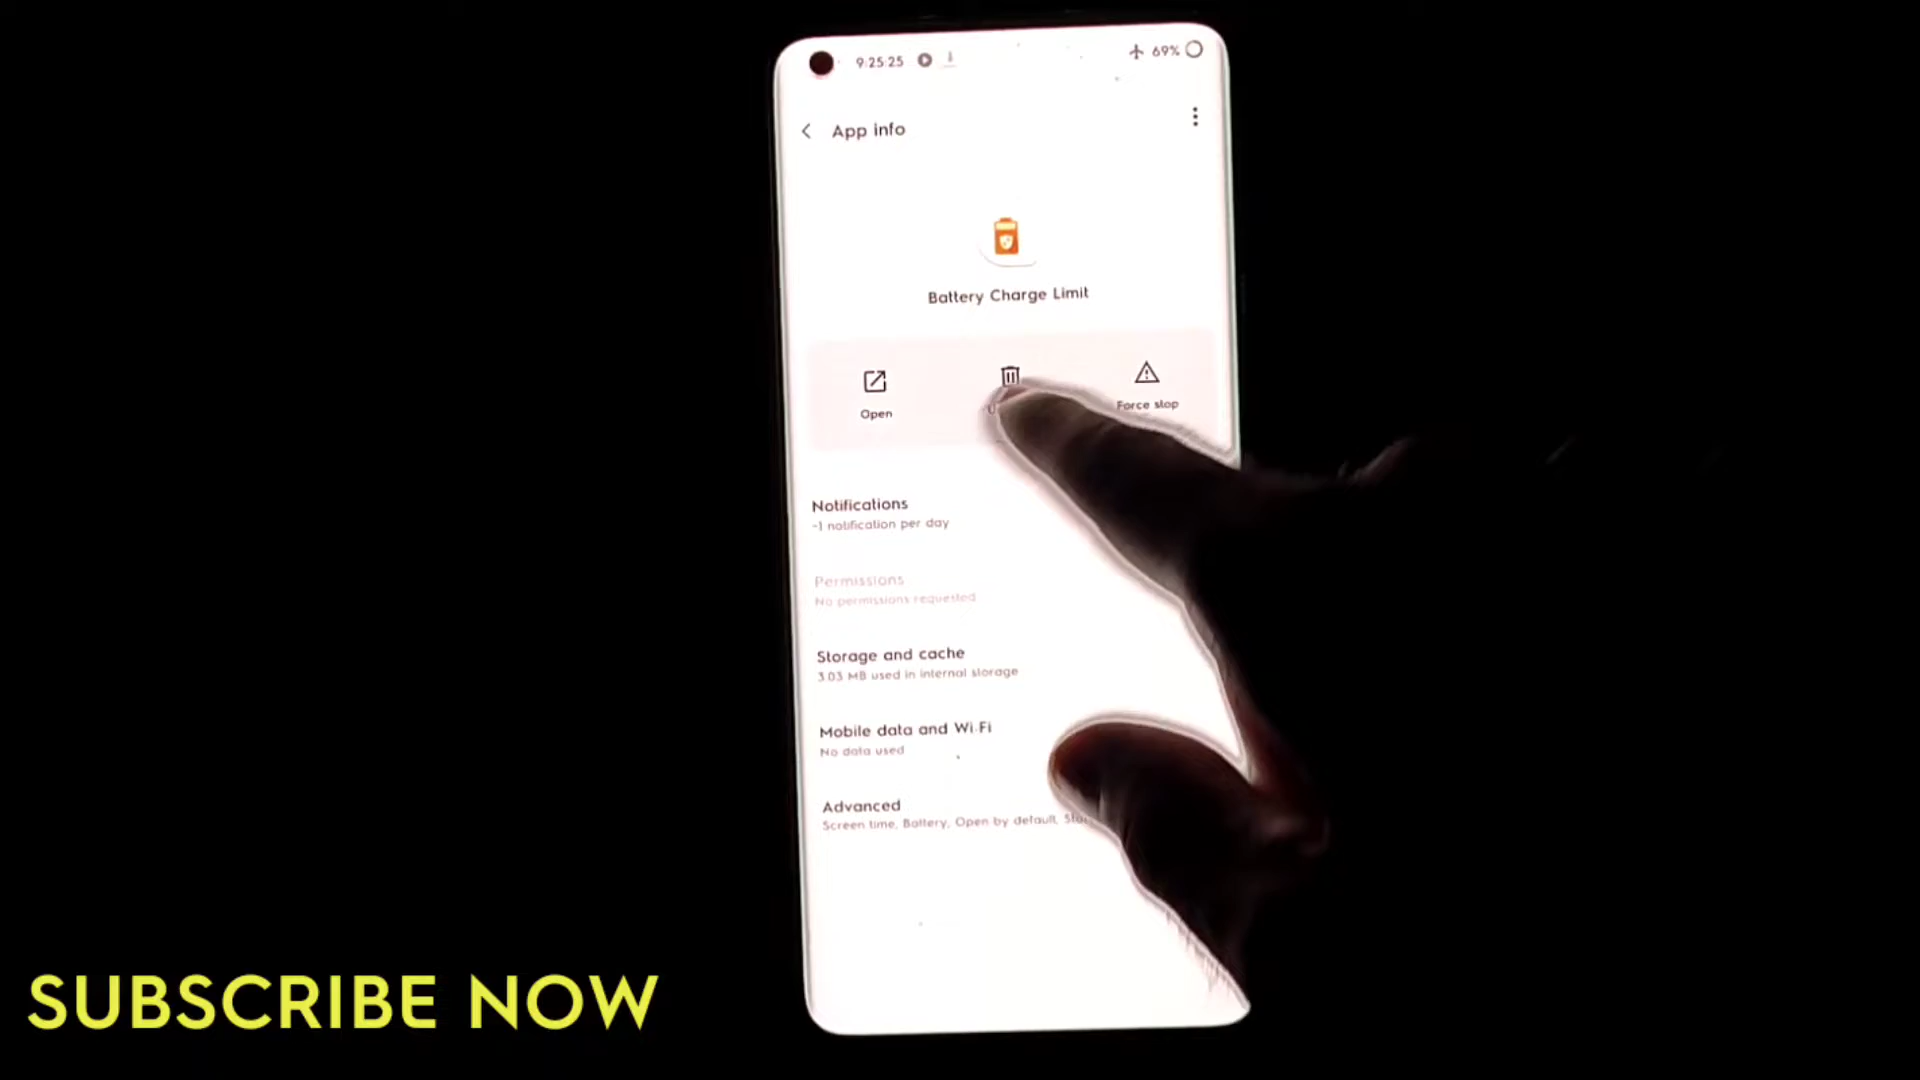 9:25:25 69%
App info
Battery Charge Limit
Open
Force stop
Notifications
~1 notification per day
Permissions
No permissions requested
Storage and cache
3.03 MB used in internal storage
Mobile data and Wi-Fi
No data used
Advanced
Screen time, Battery, Open by default,
SUBSCRIBE NOW